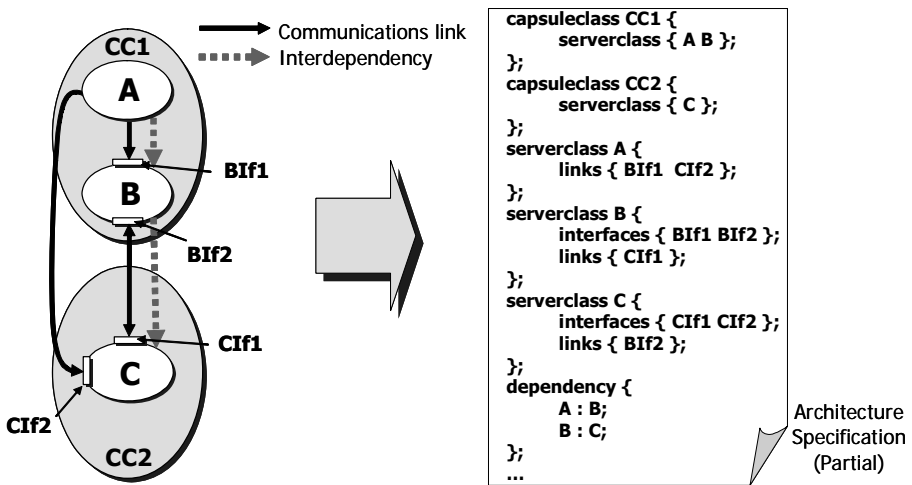 Communications link
Interdependency
CC1
A
BIf1
B
BIf2
CIf1
C
CIf2
CC2
capsuleclass CC1 {
serverclass { A B };
};
capsuleclass CC2 {
serverclass { C };
};
serverclass A {
links { BIf1 CIf2 };
};
serverclass B {
interfaces { BIf1 BIf2 };
links { CIf1 };
};
serverclass C {
interfaces { CIf1 CIf2 };
links { BIf2 };
};
dependency {
A : B;
B : C;
};
...
Architecture
Specification
(Partial)